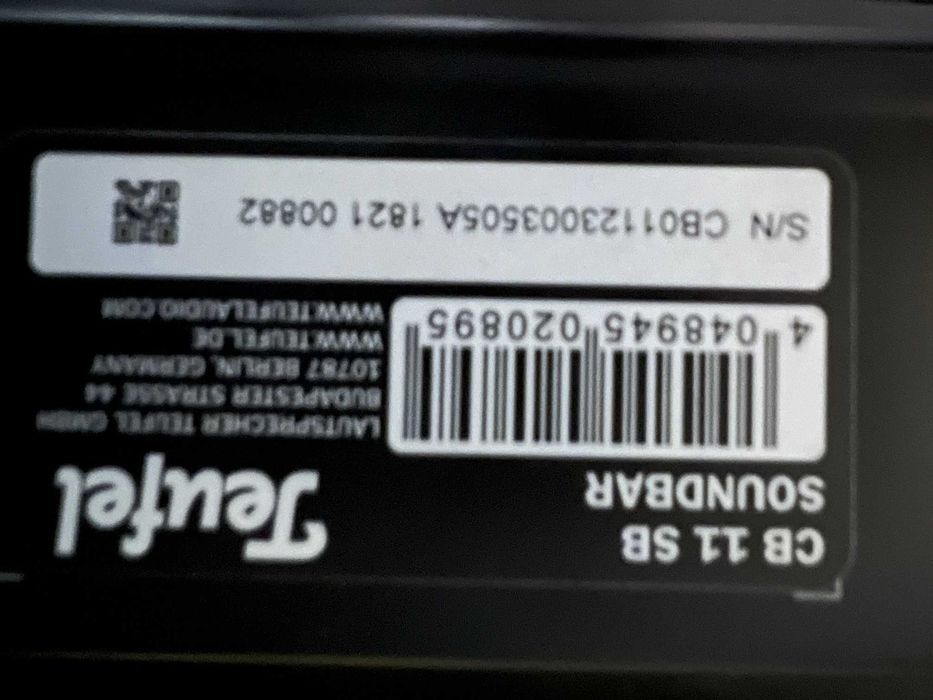 CB 11 SB
SOUNDBAR
Teufel
LAUTSPRECHER TEUFEL GMBH
BUDAPESTER STRASSE 44
10787 BERLIN, GERMANY
WWW.TEUFEL.DE
WWW.TEUFELAUDIO.COM
4 048945 020895
S/N CB01123003505A 1821 00882